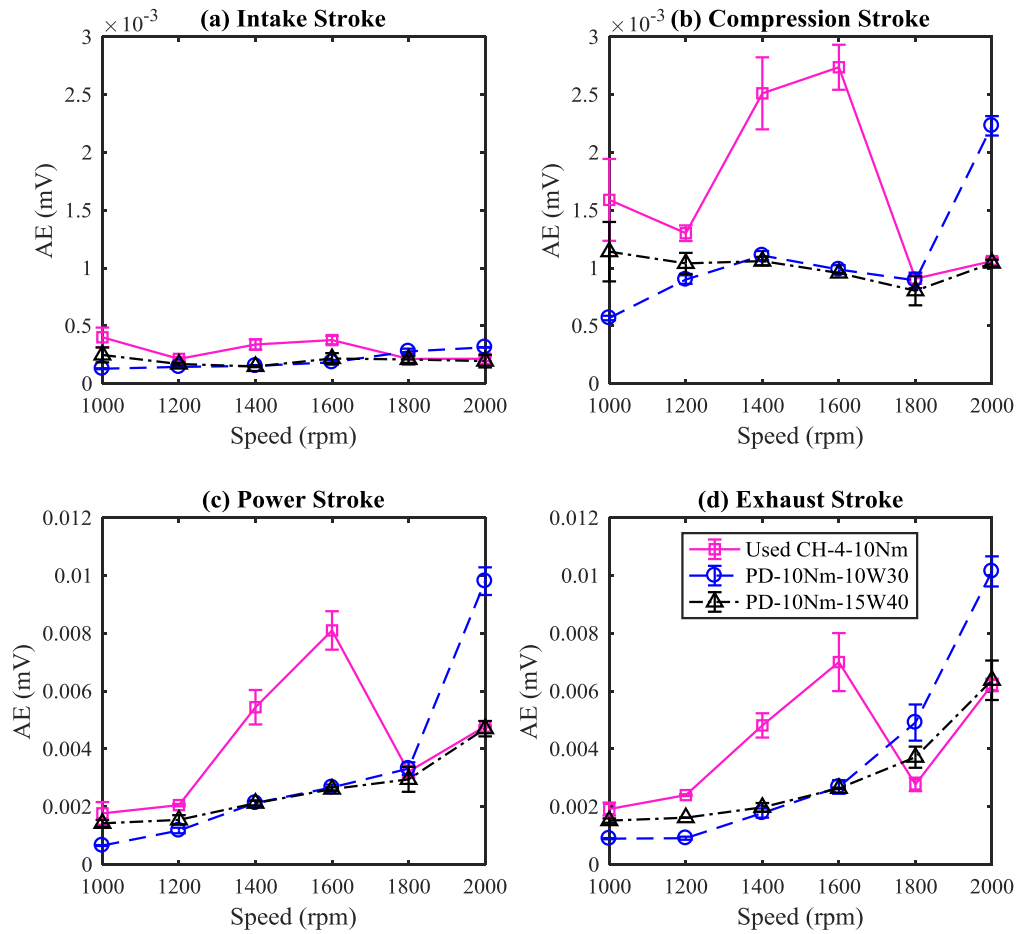 (a) Intake Stroke
×10⁻³
3
2.5
2
1.5
1
0.5
0
AE (mV)
1000 1200 1400 1600 1800 2000
Speed (rpm)
(b) Compression Stroke
×10⁻³
3
2.5
2
1.5
1
0.5
0
AE (mV)
1000 1200 1400 1600 1800 2000
Speed (rpm)
(c) Power Stroke
0.012
0.01
0.008
0.006
0.004
0.002
0
AE (mV)
1000 1200 1400 1600 1800 2000
Speed (rpm)
(d) Exhaust Stroke
0.012
0.01
0.008
0.006
0.004
0.002
0
AE (mV)
Used CH-4-10Nm
PD-10Nm-10W30
PD-10Nm-15W40
1000 1200 1400 1600 1800 2000
Speed (rpm)